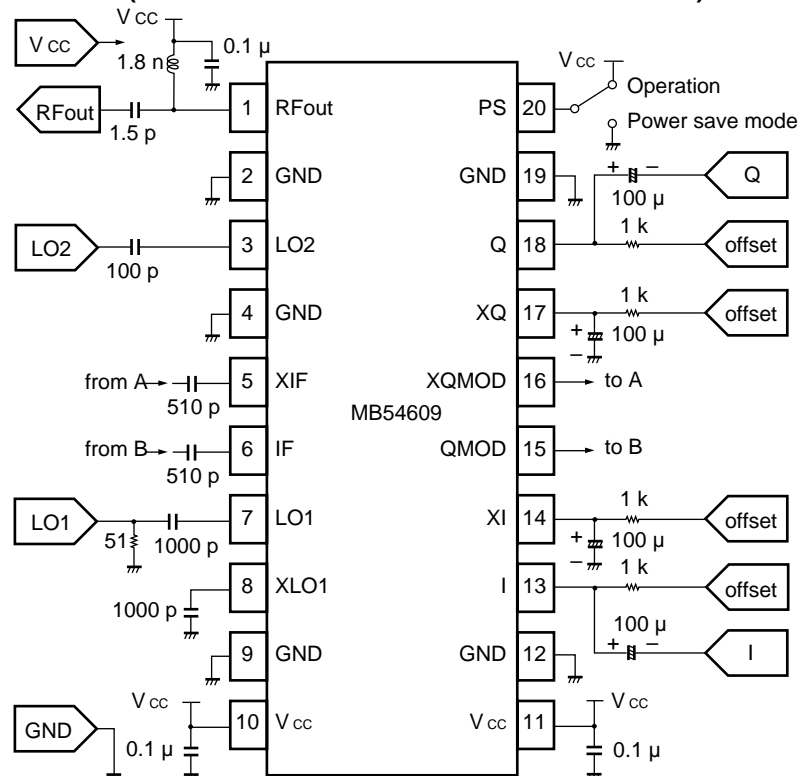 V CC
V CC
0.1 µ
1.8 n
RFout
1.5 p
1 RFout
PS 20
V CC
Operation
Power save mode
2 GND
GND 19
+ −
100 µ
Q
LO2
100 p
3 LO2
Q 18
1 k
offset
4 GND
XQ 17
1 k
offset
+
−
100 µ
from A
510 p
5 XIF
XQMOD 16
to A
MB54609
from B
510 p
6 IF
QMOD 15
to B
LO1
51
1000 p
7 LO1
XI 14
1 k
offset
+
−
100 µ
1000 p
8 XLO1
I 13
1 k
offset
100 µ
+ −
I
9 GND
GND 12
GND
V CC
0.1 µ
10 V CC
V CC 11
V CC
0.1 µ